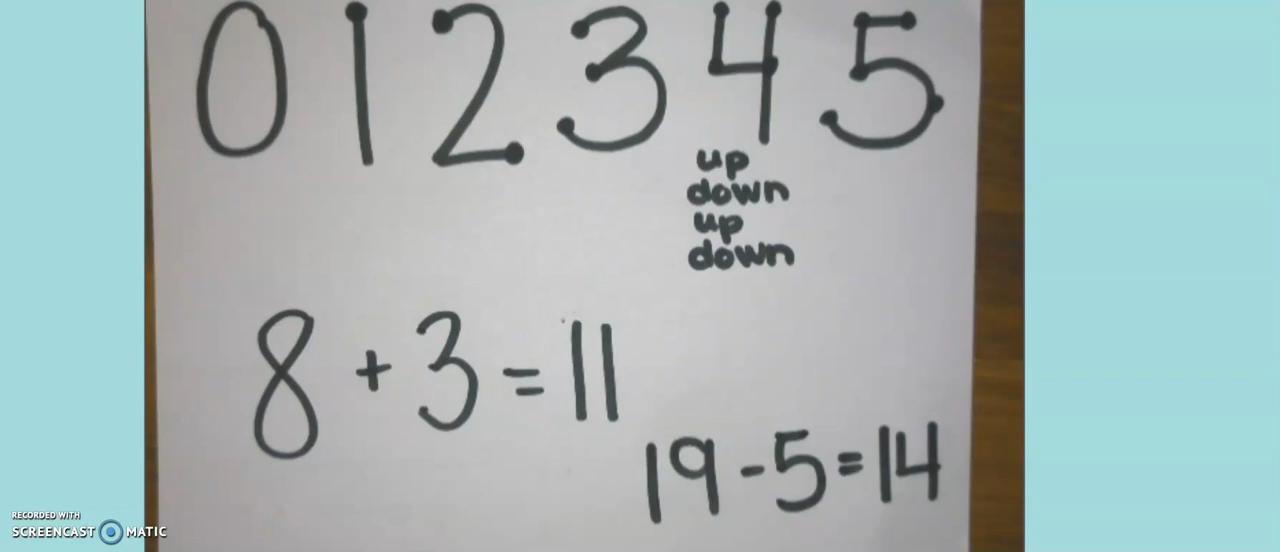 0 1 2 3 4 5
up
down
up
down
8 + 3 = 11
19 - 5 = 14
RECORDED WITH
SCREENCAST MATIC